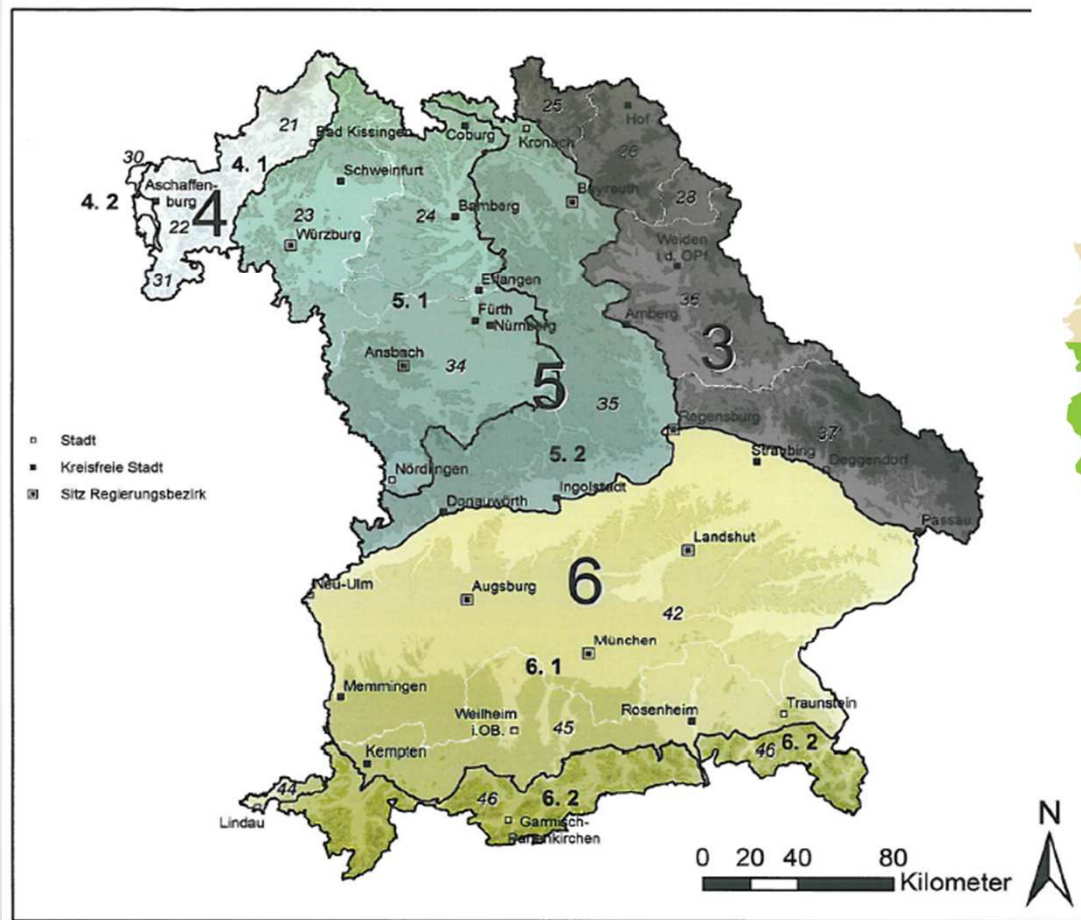 25
Hof
21
Bad Kissingen
Coburg
Kronach
26
30
4. 1
Schweinfurt
4. 2
Aschaffen-
burg
4
22
23
24
Bamberg
Bayreuth
28
Würzburg
31
Weiden
i.d. OPf.
Erlangen
5. 1
36
Fürth
Nürnberg
Amberg
3
Ansbach
34
5
35
Regensburg
37
Stadt
Kreisfreie Stadt
Sitz Regierungsbezirk
5. 2
Straubing
Deggendorf
Nördlingen
Ingolstadt
Donauwörth
Passau
Landshut
Neu-Ulm
Augsburg
6
42
München
6. 1
Memmingen
Weilheim
i.OB.
45
Rosenheim
Traunstein
Kempten
46
6. 2
44
46
6. 2
Lindau
Garmisch-
Partenkirchen
N
0 20 40 80
Kilometer